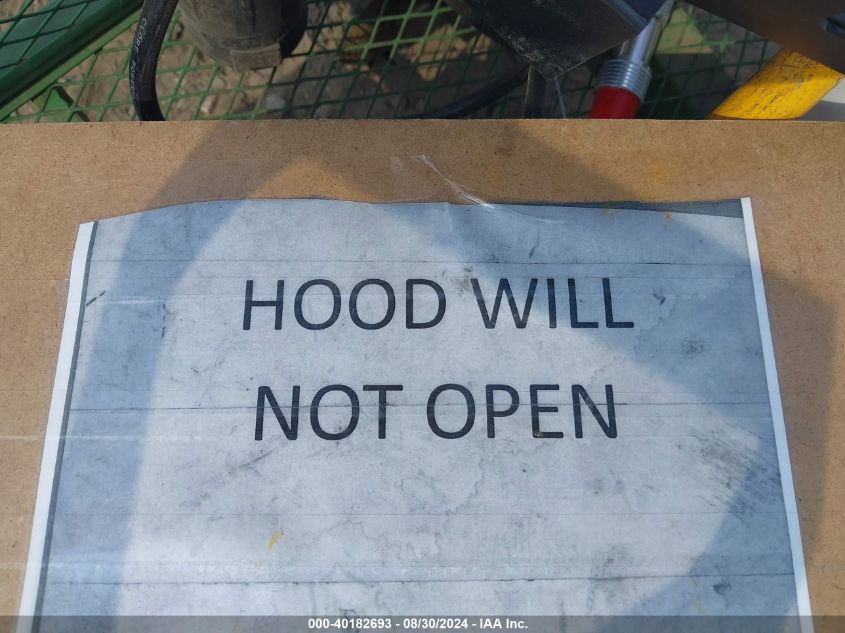 HOOD WILL
NOT OPEN
000-40182693 - 08/30/2024 - IAA Inc.